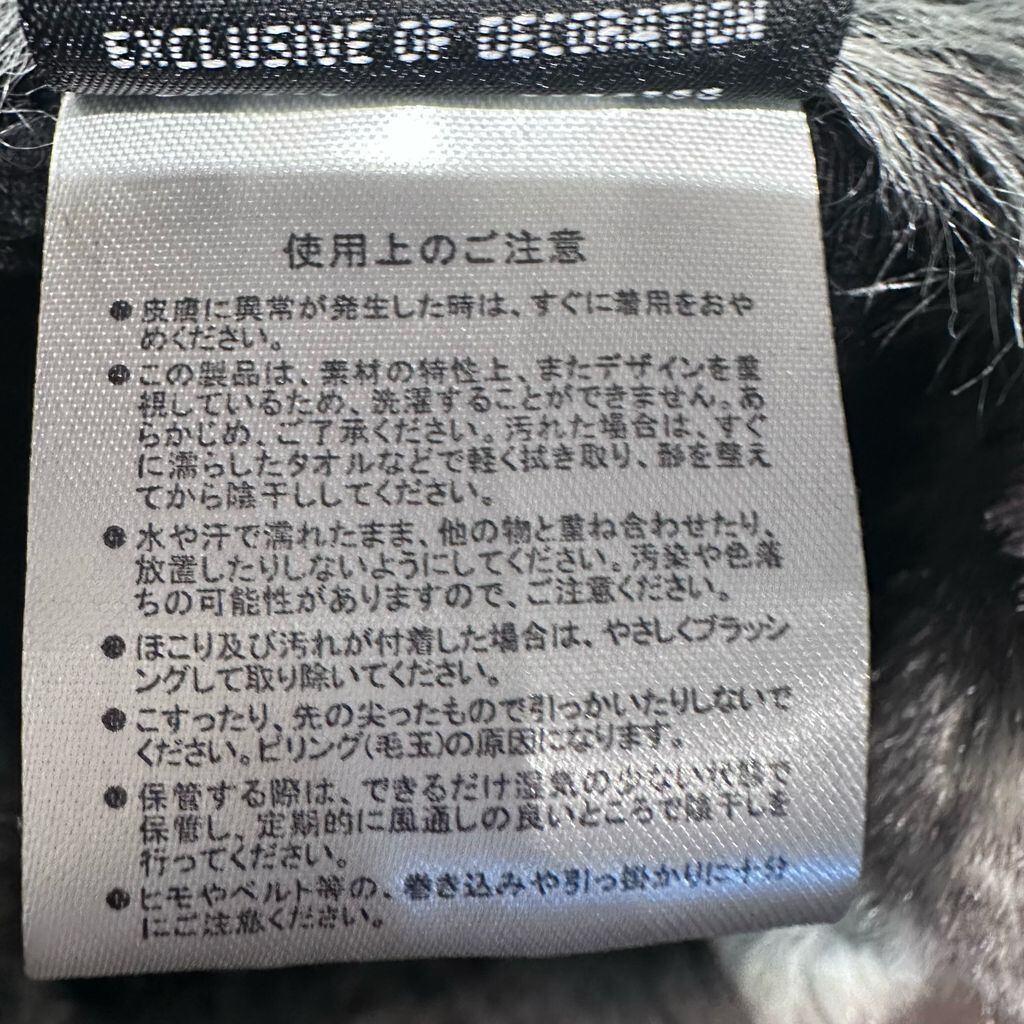 EXCLUSIVE OF DECORATION
使用上のご注意
●皮膚に異常が発生した時は、すぐに着用をおや
めください。
●この製品は、素材の特性上、またデザインを重
視しているため、洗濯することができません。あ
らかじめ、ご了承ください。汚れた場合は、すぐ
に濡らしたタオルなどで軽く拭き取り、形を整え
てから陰干ししてください。
●水や汗で濡れたまま、他の物と重ね合わせたり、
放置したりしないようにしてください。汚染や色落
ちの可能性がありますので、ご注意ください。
●ほこり及び汚れが付着した場合は、やさしくブラッシ
ングして取り除いてください。
●こすったり、先の尖ったもので引っかいたりしないで
ください。ピリング(毛玉)の原因になります。
●保管する際は、できるだけ湿気の少ない状態で
保管し、定期的に風通しの良いところで陰干しを
行ってください。
●ヒモやベルト等の、巻き込みや引っ掛かりに十分
にご注意ください。